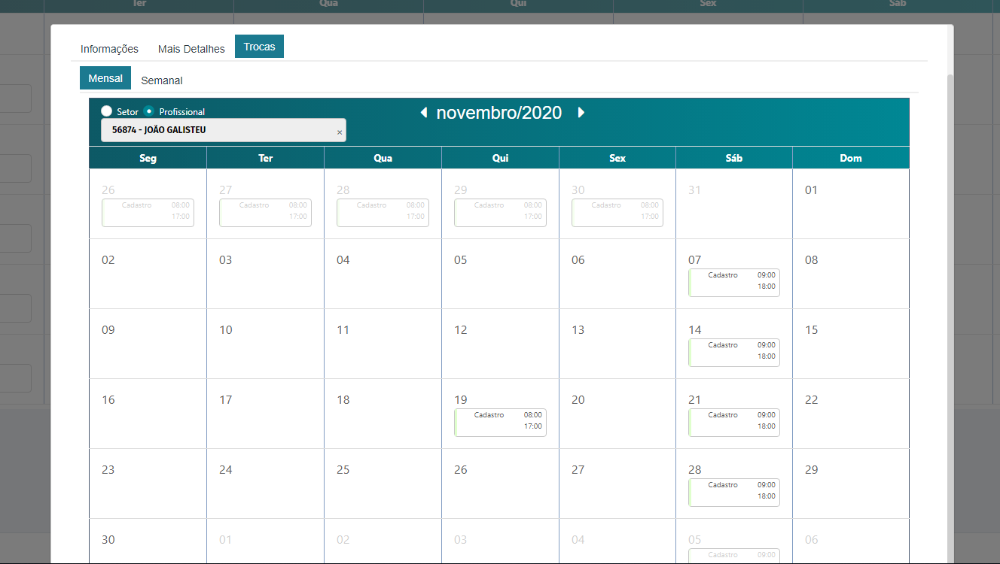 Ter Qua Qui Sex Sáb
Informações Mais Detalhes Trocas
Mensal Semanal
Setor Profissional
novembro/2020
56874 - JOÃO GALISTEU ×
Seg Ter Qua Qui Sex Sáb Dom
26 27 28 29 30 31 01
Cadastro 08:00 Cadastro 08:00 Cadastro 08:00 Cadastro 08:00 Cadastro 08:00
17:00 17:00 17:00 17:00 17:00
02 03 04 05 06 07 08
Cadastro 09:00
18:00
09 10 11 12 13 14 15
Cadastro 09:00
18:00
16 17 18 19 20 21 22
Cadastro 08:00 Cadastro 09:00
17:00 18:00
23 24 25 26 27 28 29
Cadastro 09:00
18:00
30 01 02 03 04 05 06
Cadastro 09:00